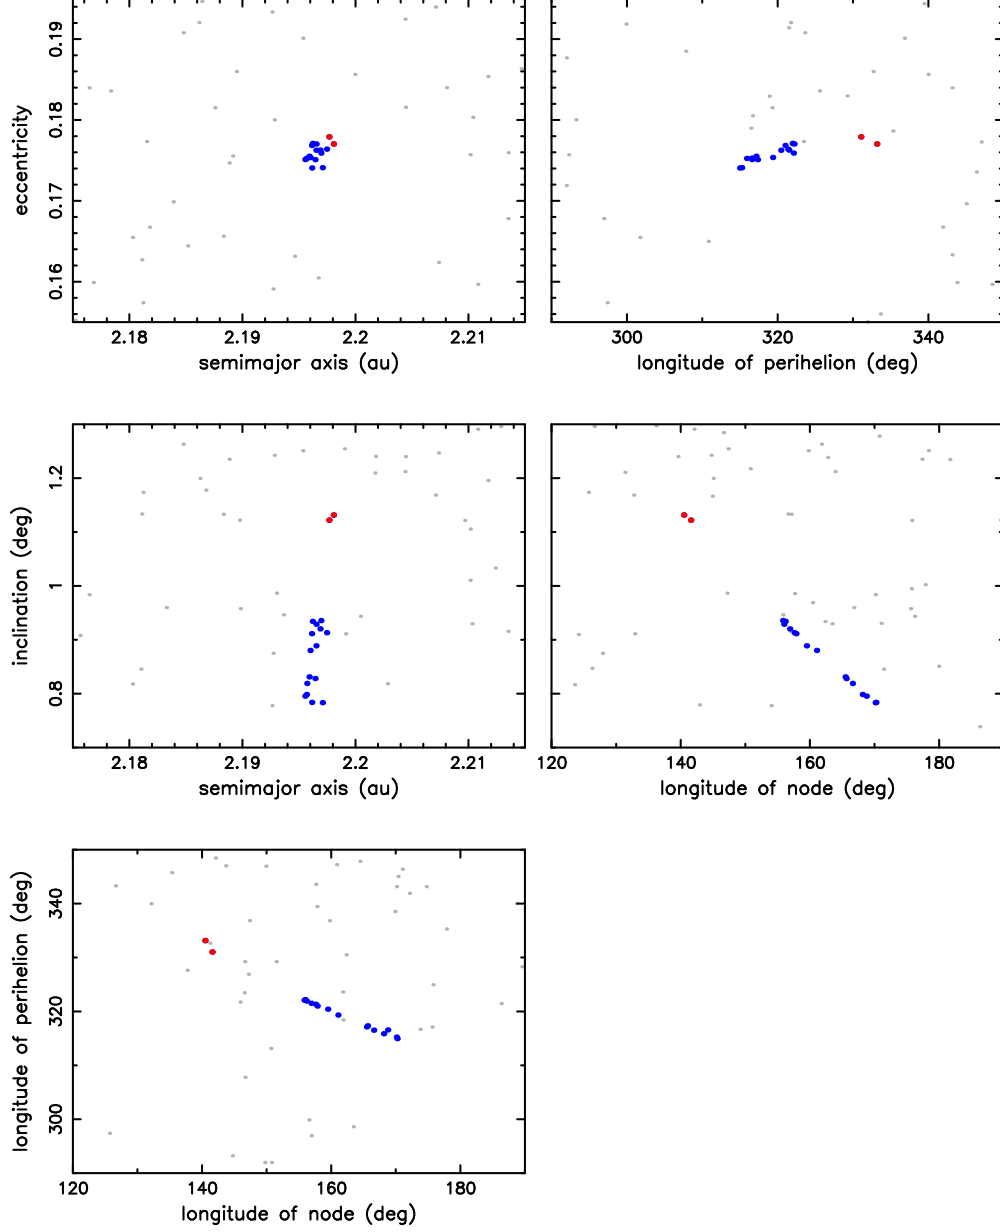 0.19
0.18
0.17
0.16
eccentricity
2.18 2.19 2.2 2.21
semimajor axis (au)
300 320 340
longitude of perihelion (deg)
1.2
1
0.8
inclination (deg)
2.18 2.19 2.2 2.21
semimajor axis (au)
120 140 160 180
longitude of node (deg)
340
320
300
longitude of perihelion (deg)
120 140 160 180
longitude of node (deg)